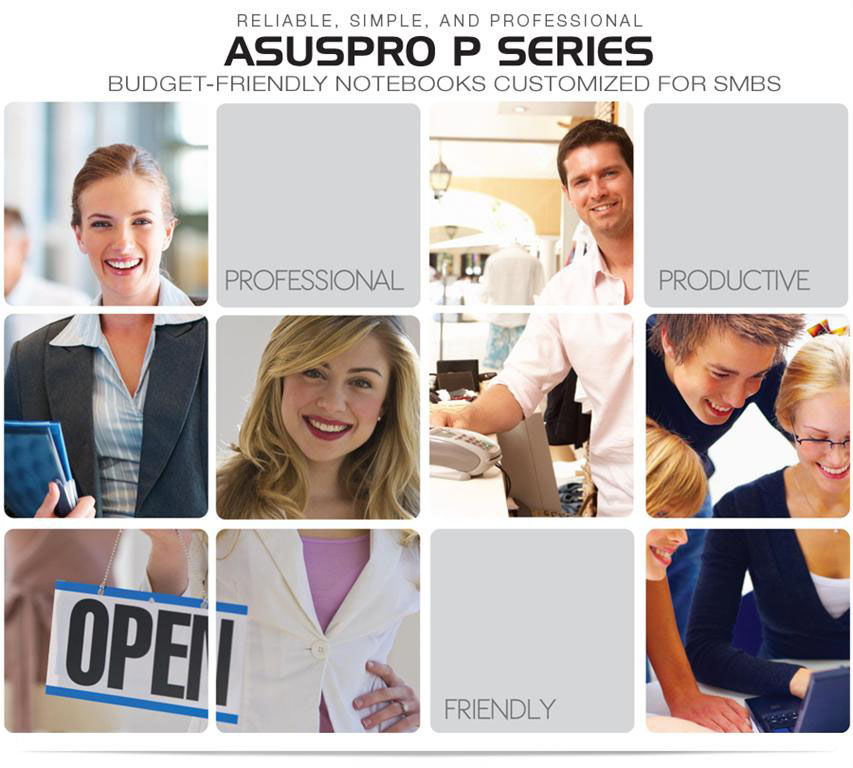 RELIABLE, SIMPLE, AND PROFESSIONAL
ASUSPRO P SERIES
BUDGET-FRIENDLY NOTEBOOKS CUSTOMIZED FOR SMBS
PROFESSIONAL
PRODUCTIVE
OPEN
FRIENDLY